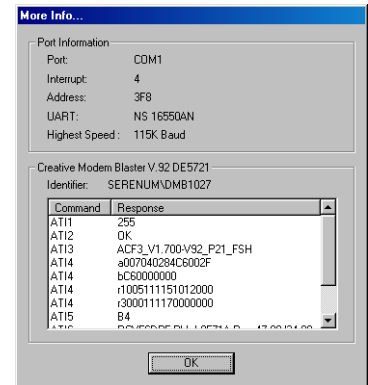 More Info...
Port Information
Port: COM1
Interrupt: 4
Address: 3F8
UART: NS 16550AN
Highest Speed : 115K Baud
Creative Modem Blaster V.92 DE5721
Identifier: SERENUM\DMB1027
Command Response
ATI1 255
ATI2 OK
ATI3 ACF3_V1.700-V92_P21_FSH
ATI4 a007040284C6002F
ATI4 bC60000000
ATI4 r1005111151012000
ATI4 r3000111170000000
ATI5 B4
OK